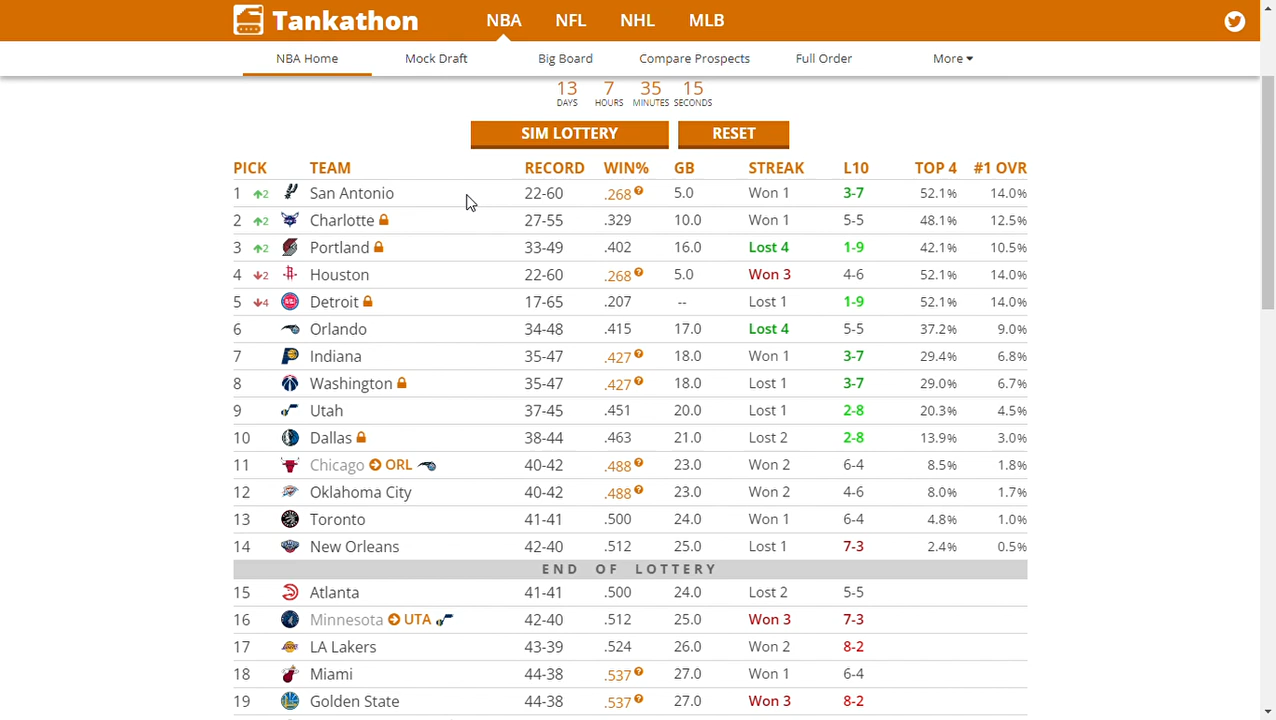 Tankathon NBA NFL NHL MLB
NBA Home Mock Draft Big Board Compare Prospects Full Order More
13 7 35 15
DAYS HOURS MINUTES SECONDS
SIM LOTTERY RESET
PICK TEAM RECORD WIN% GB STREAK L10 TOP 4 #1 OVR
1 2 San Antonio 22-60 .268 ? 5.0 Won 1 3-7 52.1% 14.0%
2 2 Charlotte 27-55 .329 10.0 Won 1 5-5 48.1% 12.5%
3 2 Portland 33-49 .402 16.0 Lost 4 1-9 42.1% 10.5%
4 2 Houston 22-60 .268 ? 5.0 Won 3 4-6 52.1% 14.0%
5 4 Detroit 17-65 .207 -- Lost 1 1-9 52.1% 14.0%
6 Orlando 34-48 .415 17.0 Lost 4 5-5 37.2% 9.0%
7 Indiana 35-47 .427 ? 18.0 Won 1 3-7 29.4% 6.8%
8 Washington 35-47 .427 ? 18.0 Lost 1 3-7 29.0% 6.7%
9 Utah 37-45 .451 20.0 Lost 1 2-8 20.3% 4.5%
10 Dallas 38-44 .463 21.0 Lost 2 2-8 13.9% 3.0%
11 Chicago ORL 40-42 .488 ? 23.0 Won 2 6-4 8.5% 1.8%
12 Oklahoma City 40-42 .488 ? 23.0 Won 2 4-6 8.0% 1.7%
13 Toronto 41-41 .500 24.0 Won 1 6-4 4.8% 1.0%
14 New Orleans 42-40 .512 25.0 Lost 1 7-3 2.4% 0.5%
END OF LOTTERY
15 Atlanta 41-41 .500 24.0 Lost 2 5-5
16 Minnesota UTA 42-40 .512 25.0 Won 3 7-3
17 LA Lakers 43-39 .524 26.0 Won 2 8-2
18 Miami 44-38 .537 ? 27.0 Won 1 6-4
19 Golden State 44-38 .537 ? 27.0 Won 3 8-2